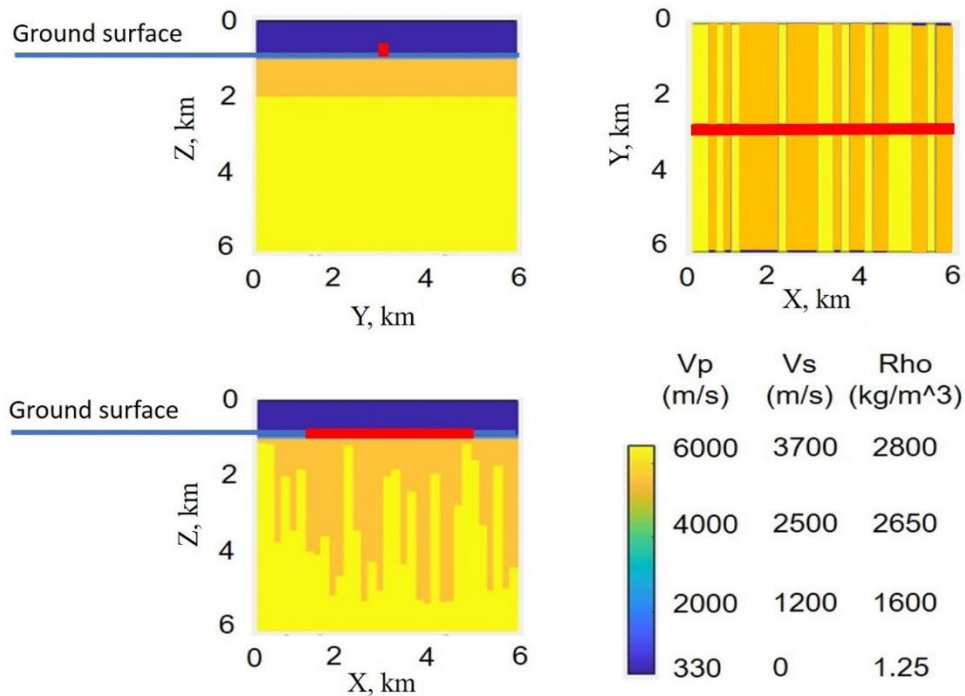 Ground surface
0
2
4
6
Z, km
0 2 4 6
Y, km
0
2
4
6
Y, km
0 2 4 6
X, km
Ground surface
0
2
4
6
Z, km
0 2 4 6
X, km
Vp Vs Rho
(m/s) (m/s) (kg/m^3)
6000 3700 2800
4000 2500 2650
2000 1200 1600
330 0 1.25